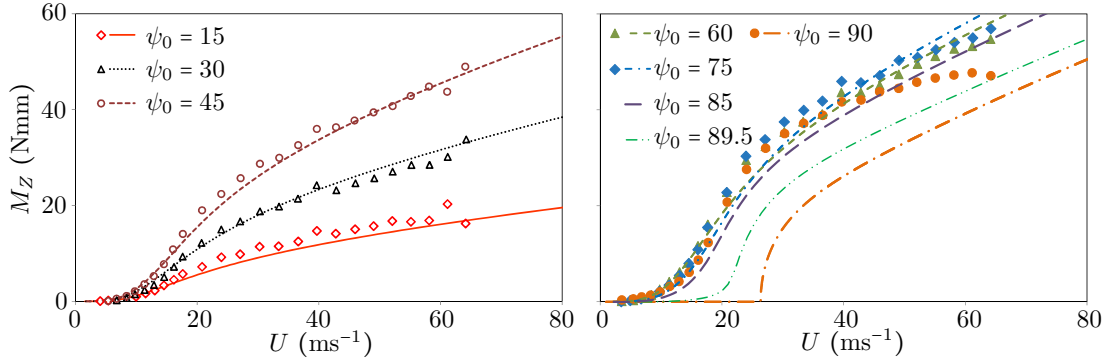 60
40
20
0
M_Z (Nmm)
0 20 40 60 80
U (ms⁻¹)
ψ₀ = 15
ψ₀ = 30
ψ₀ = 45
0 20 40 60 80
U (ms⁻¹)
ψ₀ = 60 ψ₀ = 90
ψ₀ = 75
ψ₀ = 85
ψ₀ = 89.5